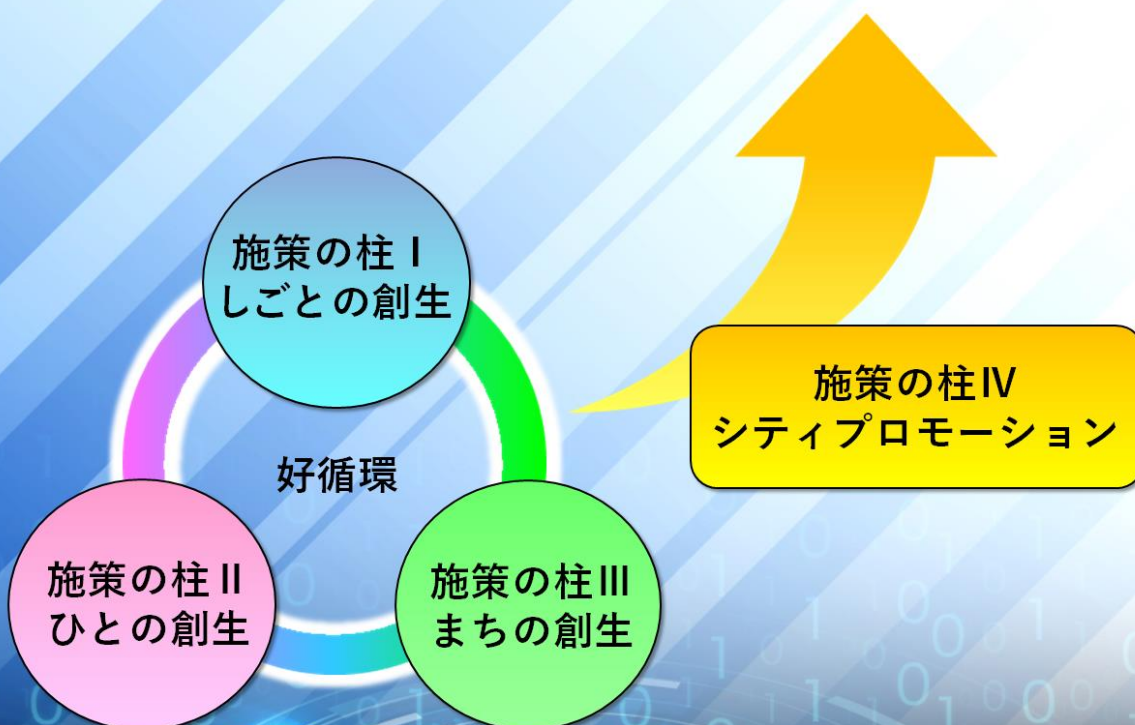 施策の柱Ⅰ
しごとの創生
好循環
施策の柱Ⅱ
ひとの創生
施策の柱Ⅲ
まちの創生
施策の柱Ⅳ
シティプロモーション